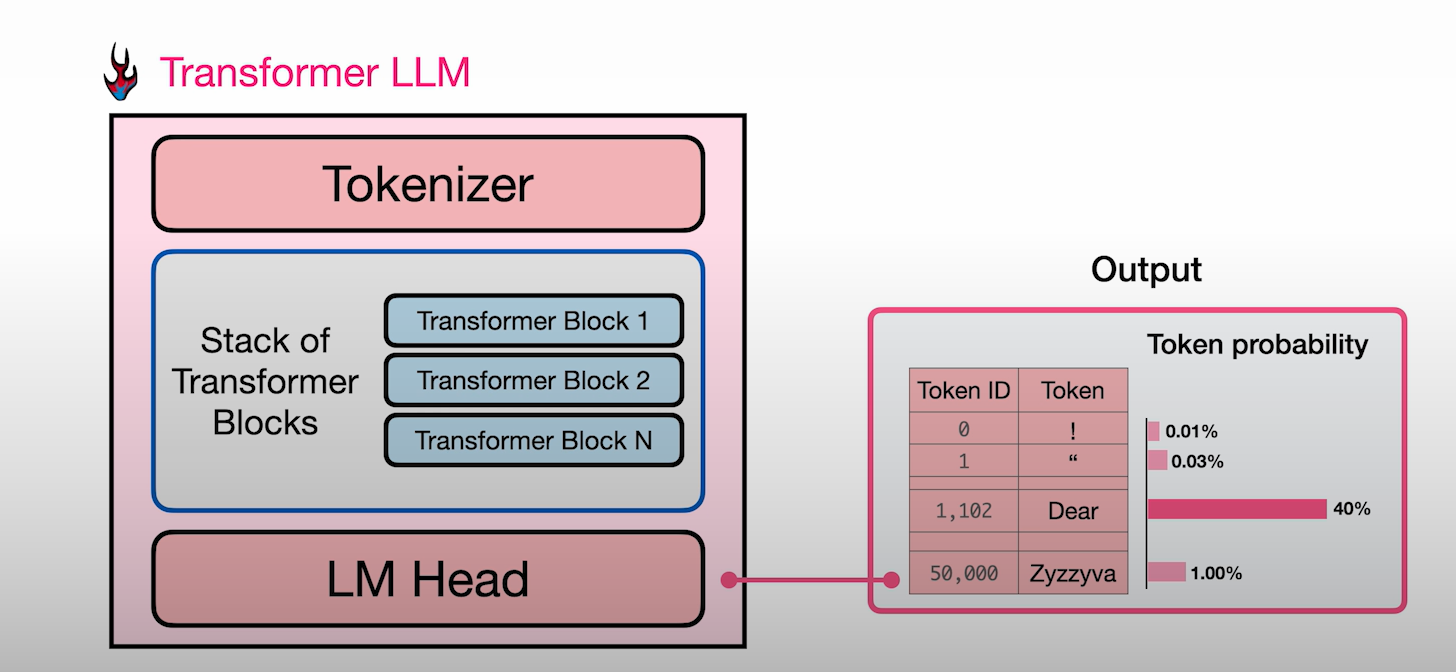 Transformer LLM
Tokenizer
Stack of
Transformer
Blocks
Transformer Block 1
Transformer Block 2
Transformer Block N
LM Head
Output
Token probability
Token ID Token
0 ! 0.01%
1 “ 0.03%
1,102 Dear 40%
50,000 Zyzzyva 1.00%